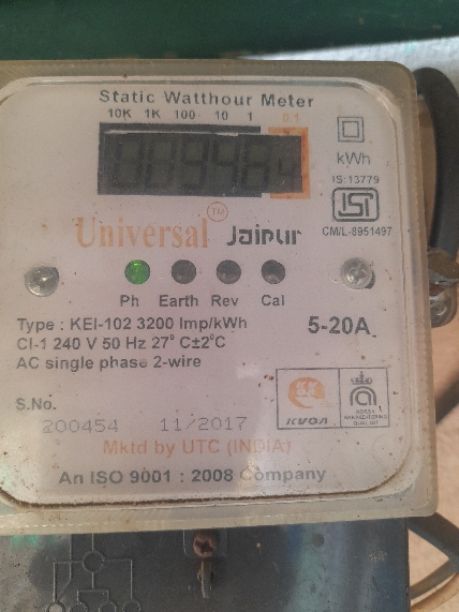 Static Watthour Meter
10K 1K 100 10 1 0.1
kWh
IS:13779
ISI
CM/L-8951497
Universal TM Jaipur
Ph Earth Rev Cal
Type : KEI-102 3200 Imp/kWh
5-20A
Cl-1 240 V 50 Hz 27°C±2°C
AC single phase 2-wire
S.No.
200454 11/2017
KVQA
Mktd by UTC (INDIA)
An ISO 9001 : 2008 Company